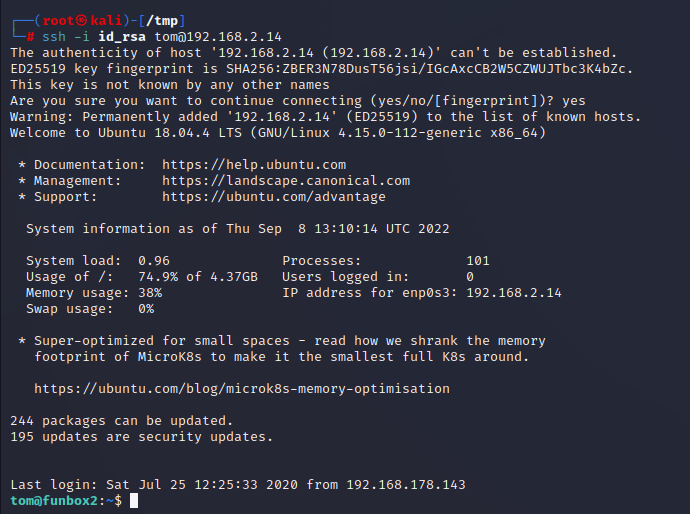 ┌──(root㉿kali)-[/tmp]
└─# ssh -i id_rsa tom@192.168.2.14
The authenticity of host '192.168.2.14 (192.168.2.14)' can't be established.
ED25519 key fingerprint is SHA256:ZBER3N78DusT56jsi/IGcAxcCB2W5CZWUJTbc3K4bZc.
This key is not known by any other names
Are you sure you want to continue connecting (yes/no/[fingerprint])? yes
Warning: Permanently added '192.168.2.14' (ED25519) to the list of known hosts.
Welcome to Ubuntu 18.04.4 LTS (GNU/Linux 4.15.0-112-generic x86_64)

 * Documentation:  https://help.ubuntu.com
 * Management:     https://landscape.canonical.com
 * Support:        https://ubuntu.com/advantage

  System information as of Thu Sep  8 13:10:14 UTC 2022

  System load:  0.96              Processes:             101
  Usage of /:   74.9% of 4.37GB   Users logged in:       0
  Memory usage: 38%               IP address for enp0s3: 192.168.2.14
  Swap usage:   0%

 * Super-optimized for small spaces - read how we shrank the memory
   footprint of MicroK8s to make it the smallest full K8s around.

   https://ubuntu.com/blog/microk8s-memory-optimisation

244 packages can be updated.
195 updates are security updates.


Last login: Sat Jul 25 12:25:33 2020 from 192.168.178.143
tom@funbox2:~$